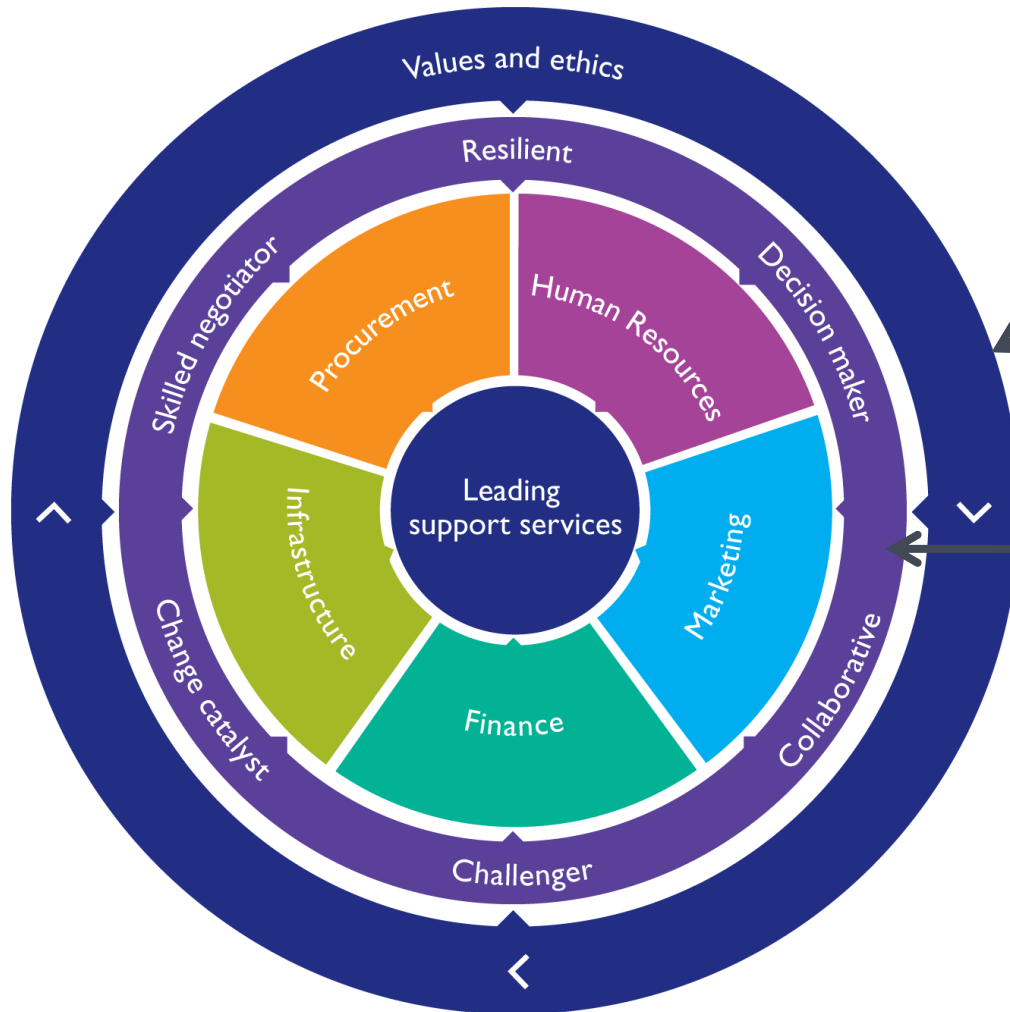 Values and ethics
Resilient
Decision maker
Collaborative
Challenger
Change catalyst
Skilled negotiator
Procurement
Human Resources
Marketing
Finance
Infrastructure
Leading
support services